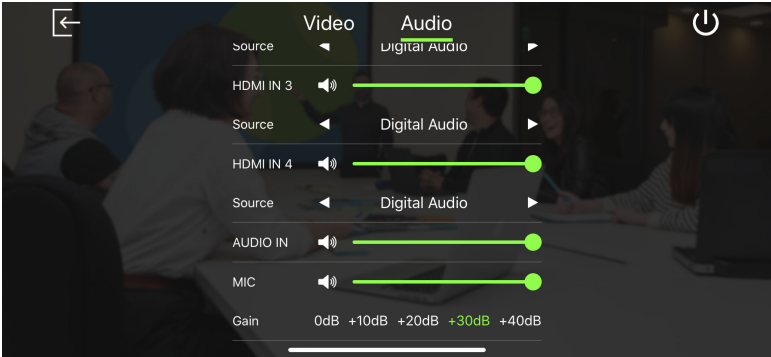 Video Audio
Source Digital Audio
HDMI IN 3
Source Digital Audio
HDMI IN 4
Source Digital Audio
AUDIO IN
MIC
Gain 0dB +10dB +20dB +30dB +40dB